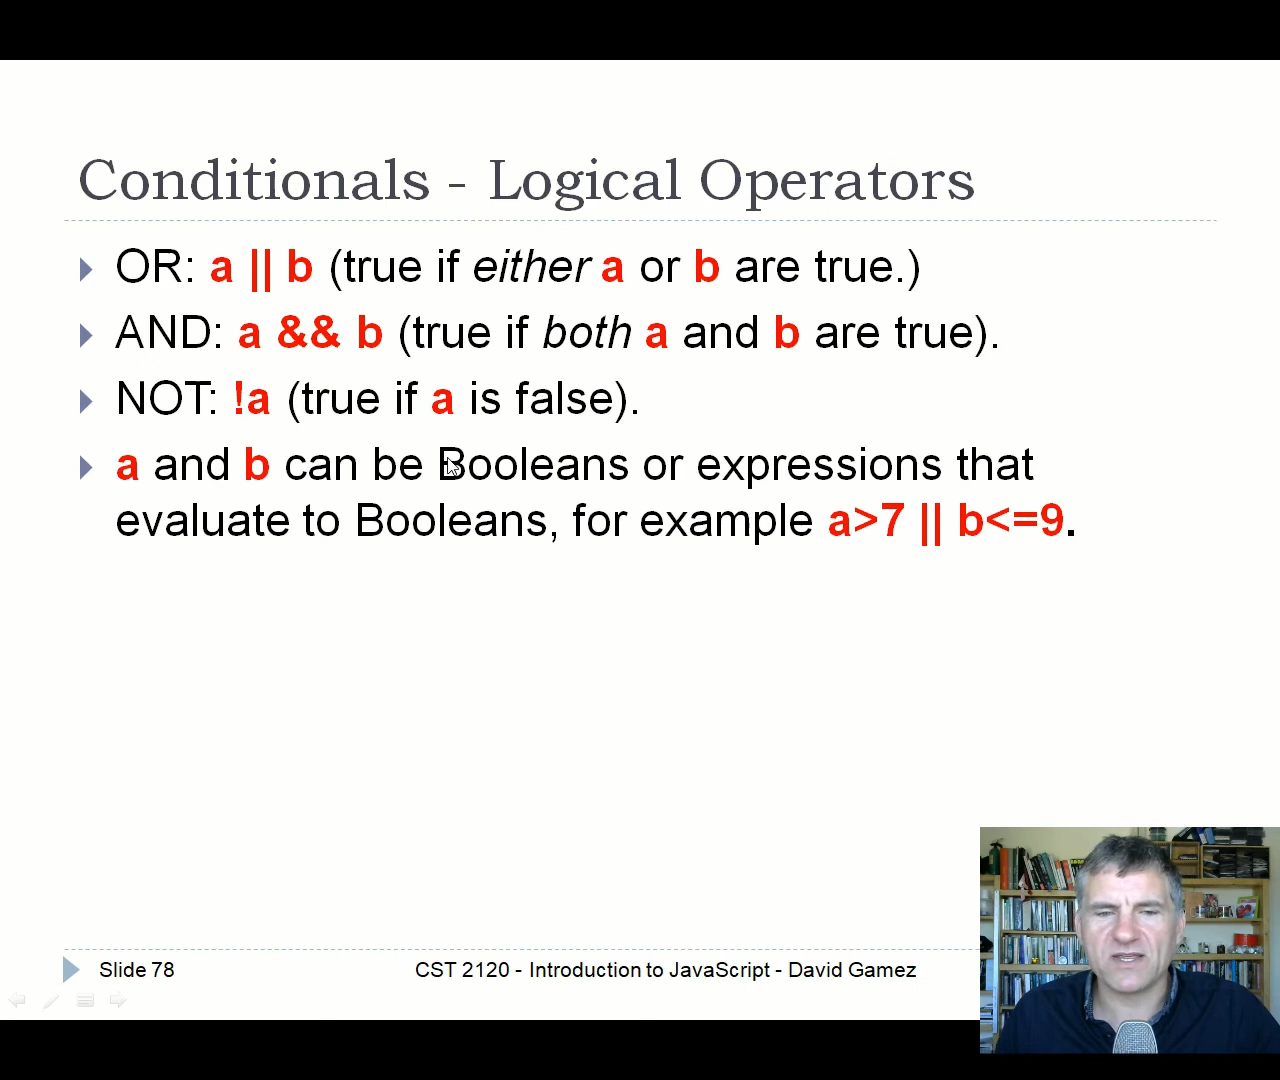 Conditionals - Logical Operators
OR: a || b (true if either a or b are true.)
AND: a && b (true if both a and b are true).
NOT: !a (true if a is false).
a and b can be Booleans or expressions that
evaluate to Booleans, for example a>7 || b<=9.
Slide 78
CST 2120 - Introduction to JavaScript - David Gamez